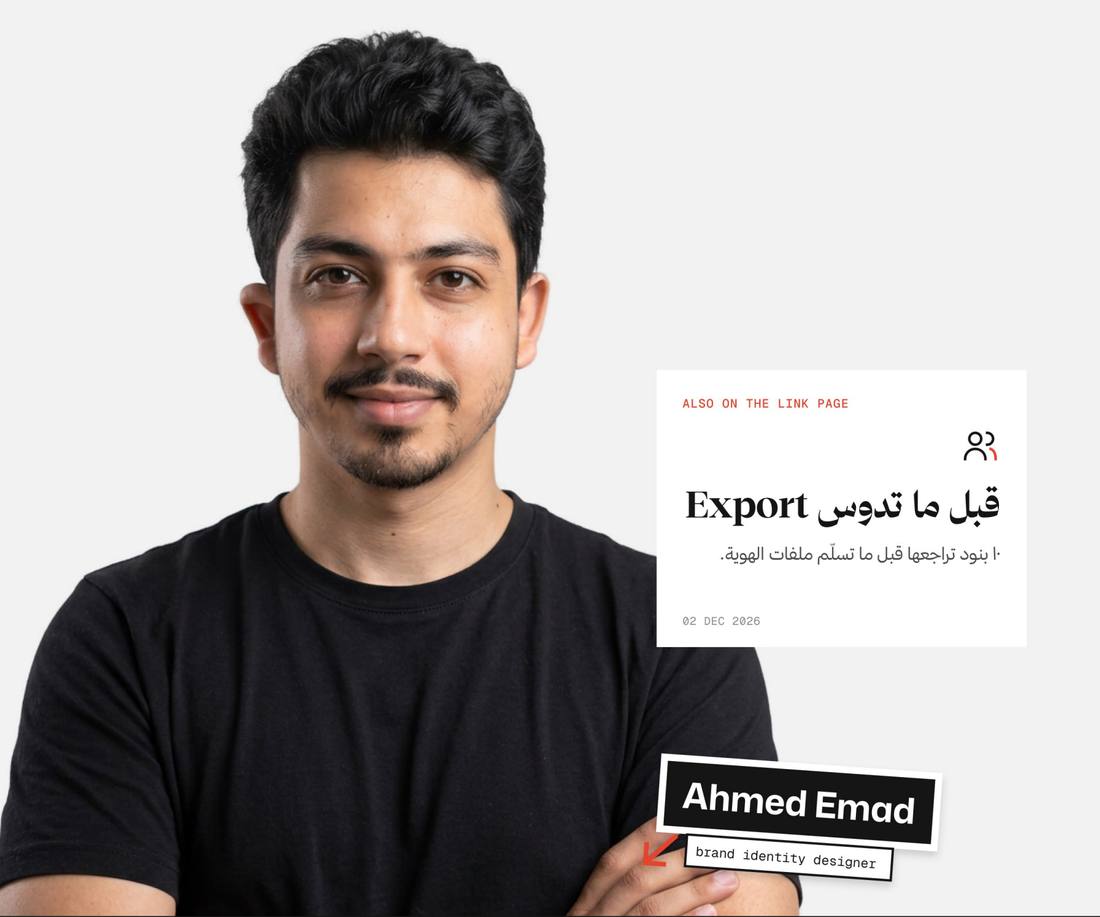 ALSO ON THE LINK PAGE
قبل ما تدوس Export
١٠ بنود تراجعها قبل ما تسلّم ملفات الهوية.
02 DEC 2026
Ahmed Emad
brand identity designer